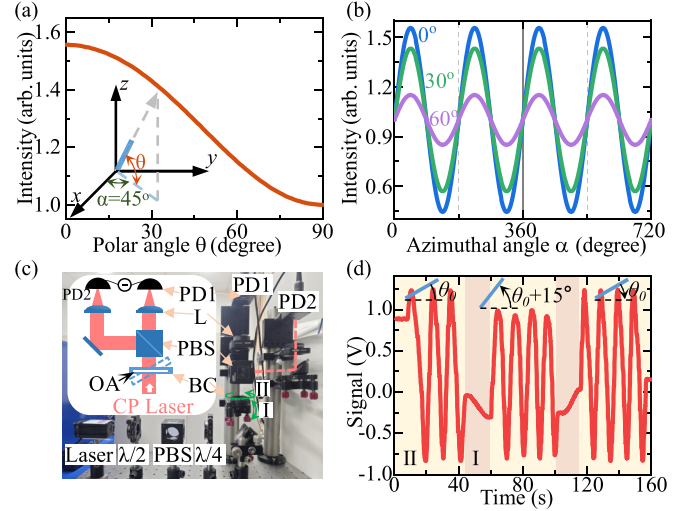 (a)
Intensity (arb. units)
1.6
1.4
1.2
1.1
1.0
z
y
x
θ
α=45°
0
30
60
90
Polar angle θ (degree)
(b)
Intensity (arb. units)
1.5
1.2
0.9
0.6
0°
30°
60°
0
360
720
Azimuthal angle α (degree)
(c)
PD2
PD1
L
PBS
OA
BC
CP Laser
PD1
PD2
II
I
Laser λ/2 PBS λ/4
(d)
Signal (V)
1.0
0.5
0.0
-0.5
-1.0
θ0
θ0+15°
θ0
II
I
0
40
80
120
160
Time (s)